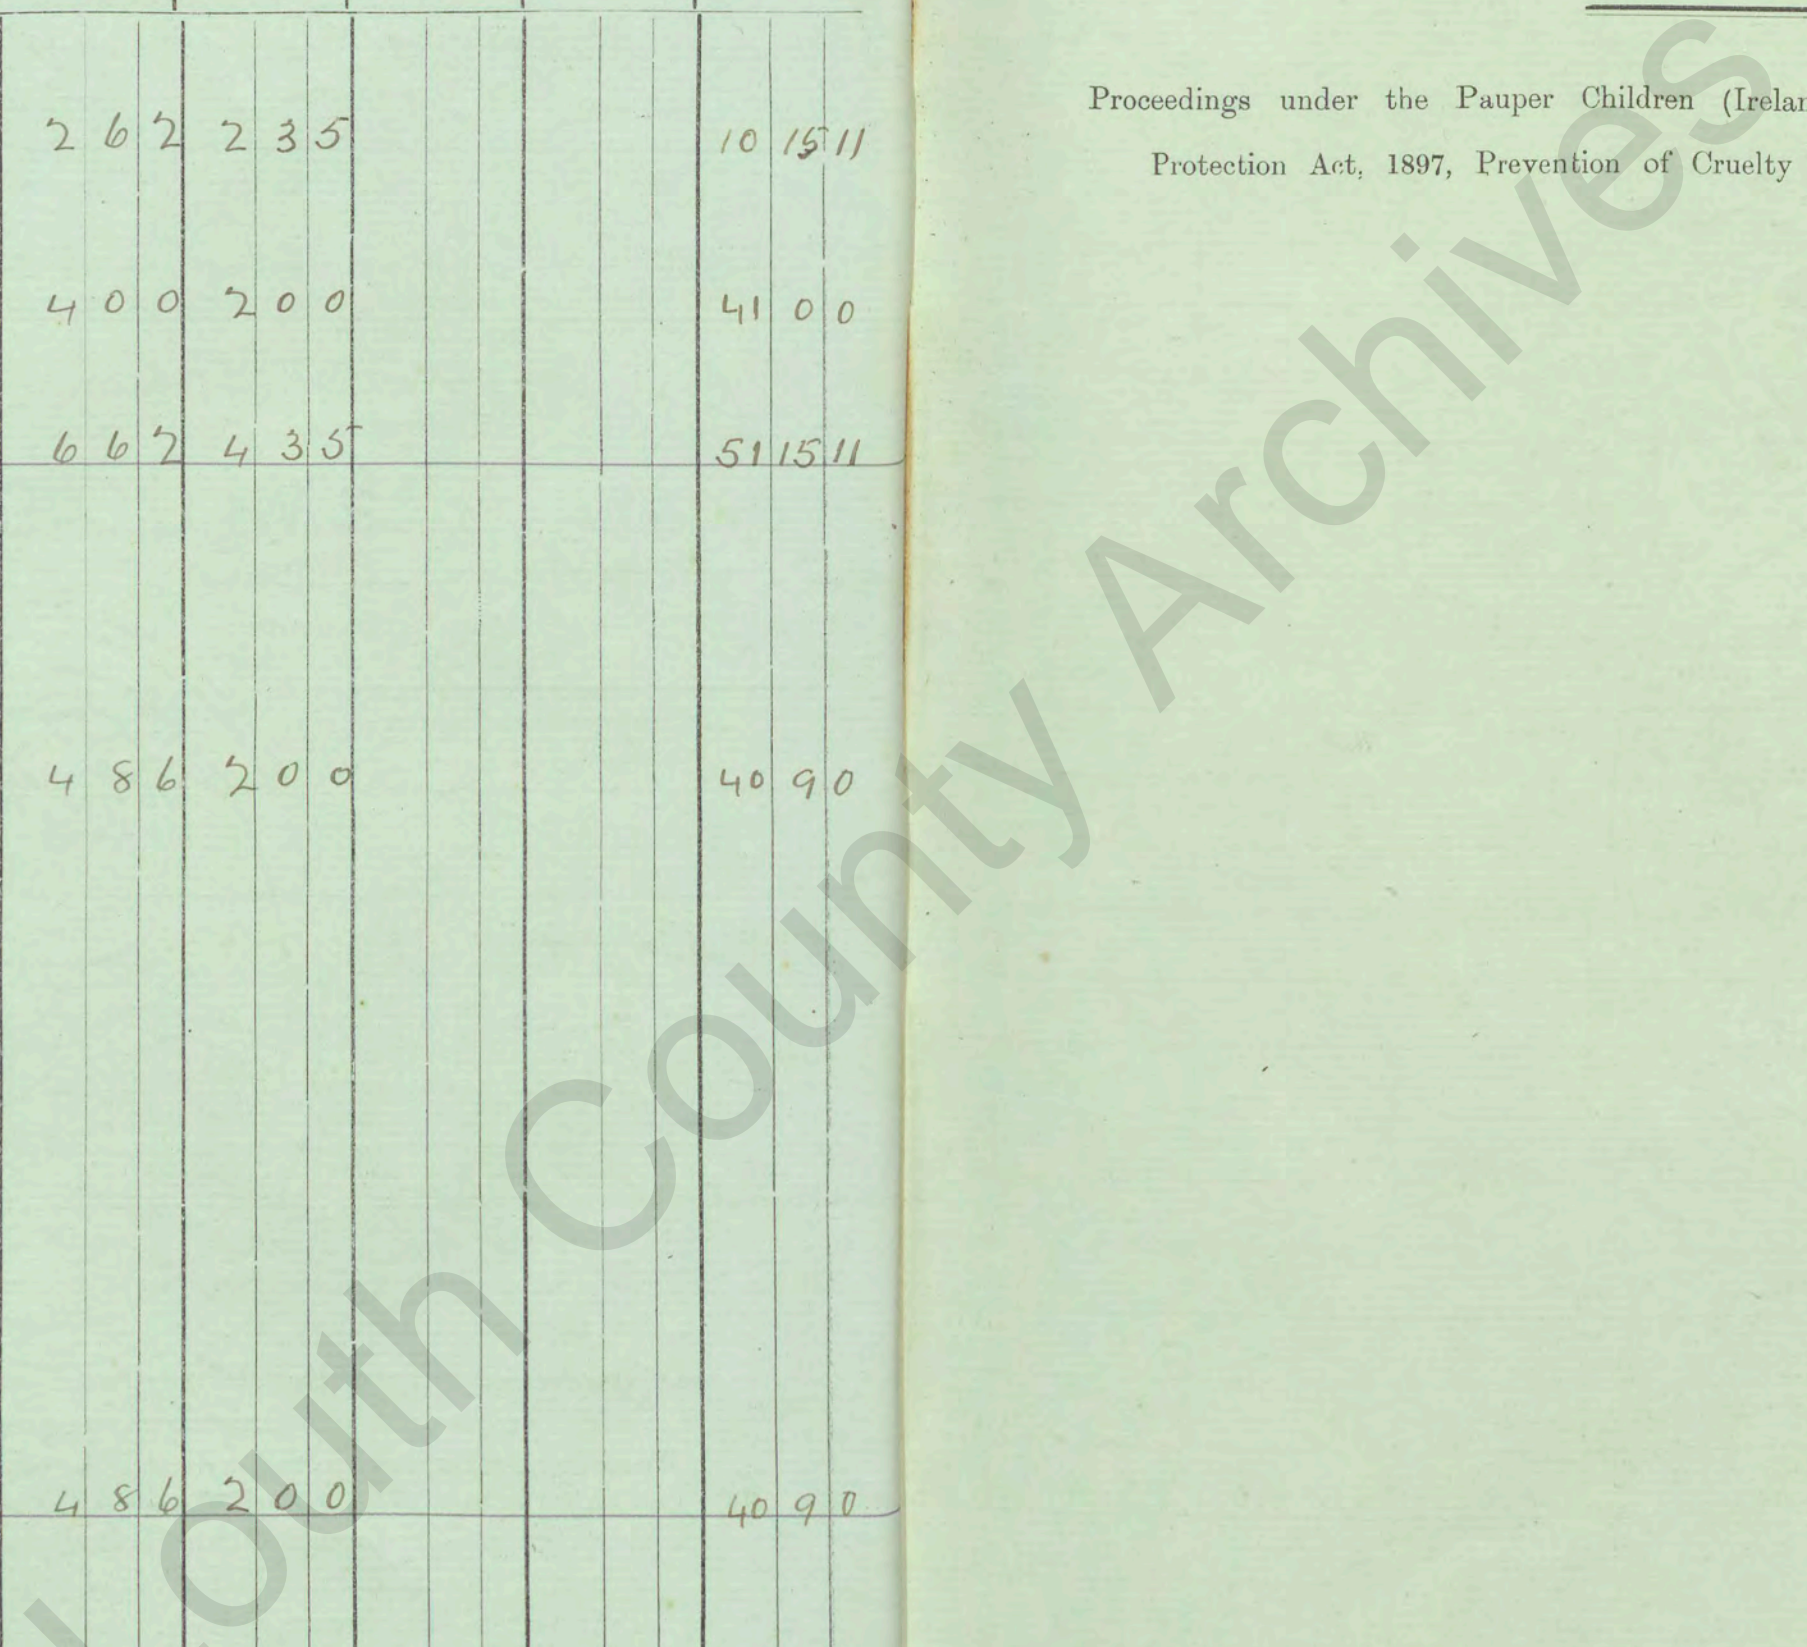 2 6 2 2 3 5 10 15 11
4 0 0 2 0 0 41 0 0
6 6 2 4 3 5 51 15 11
4 8 6 2 0 0 40 9 0
4 8 6 2 0 0 40 9 0
Proceedings under the Pauper Children (Irelan
Protection Act, 1897, Prevention of Cruelty
outh County Archives